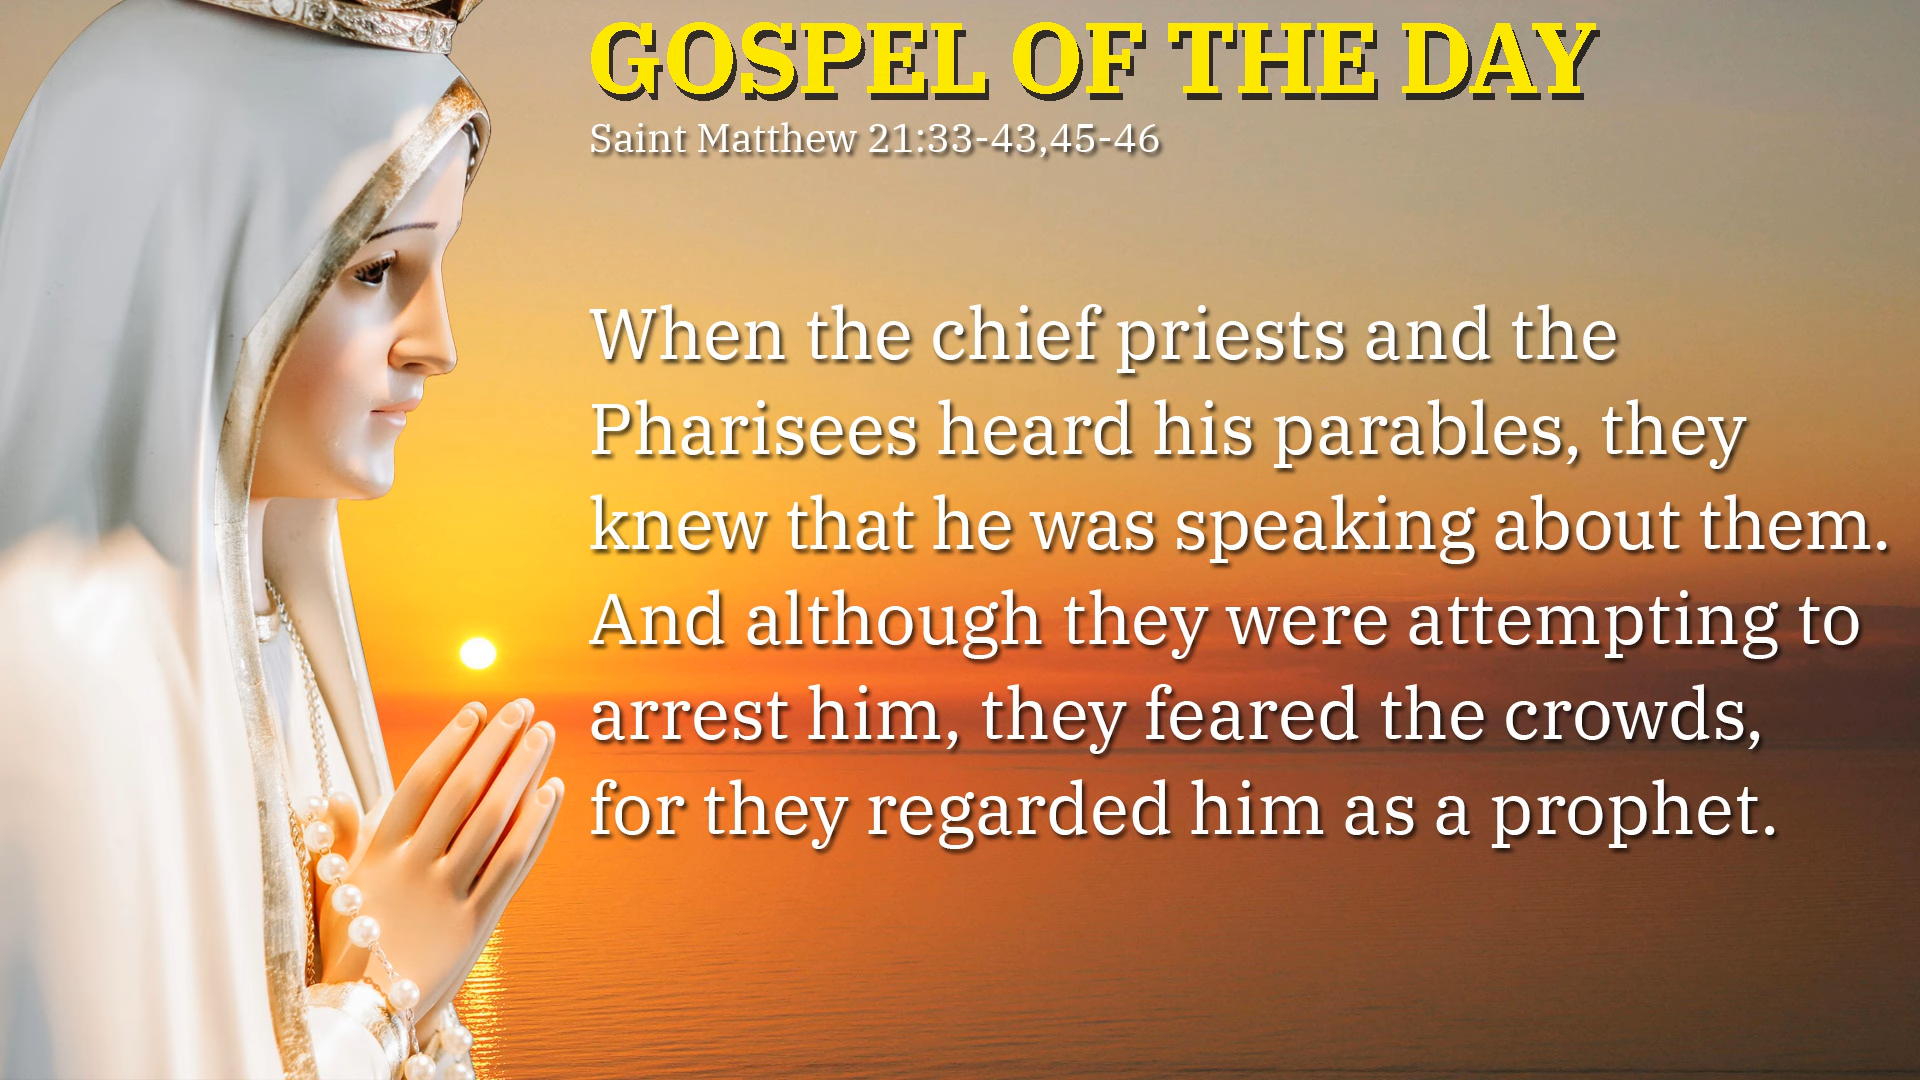 GOSPEL OF THE DAY
Saint Matthew 21:33-43,45-46
When the chief priests and the
Pharisees heard his parables, they
knew that he was speaking about them.
And although they were attempting to
arrest him, they feared the crowds,
for they regarded him as a prophet.